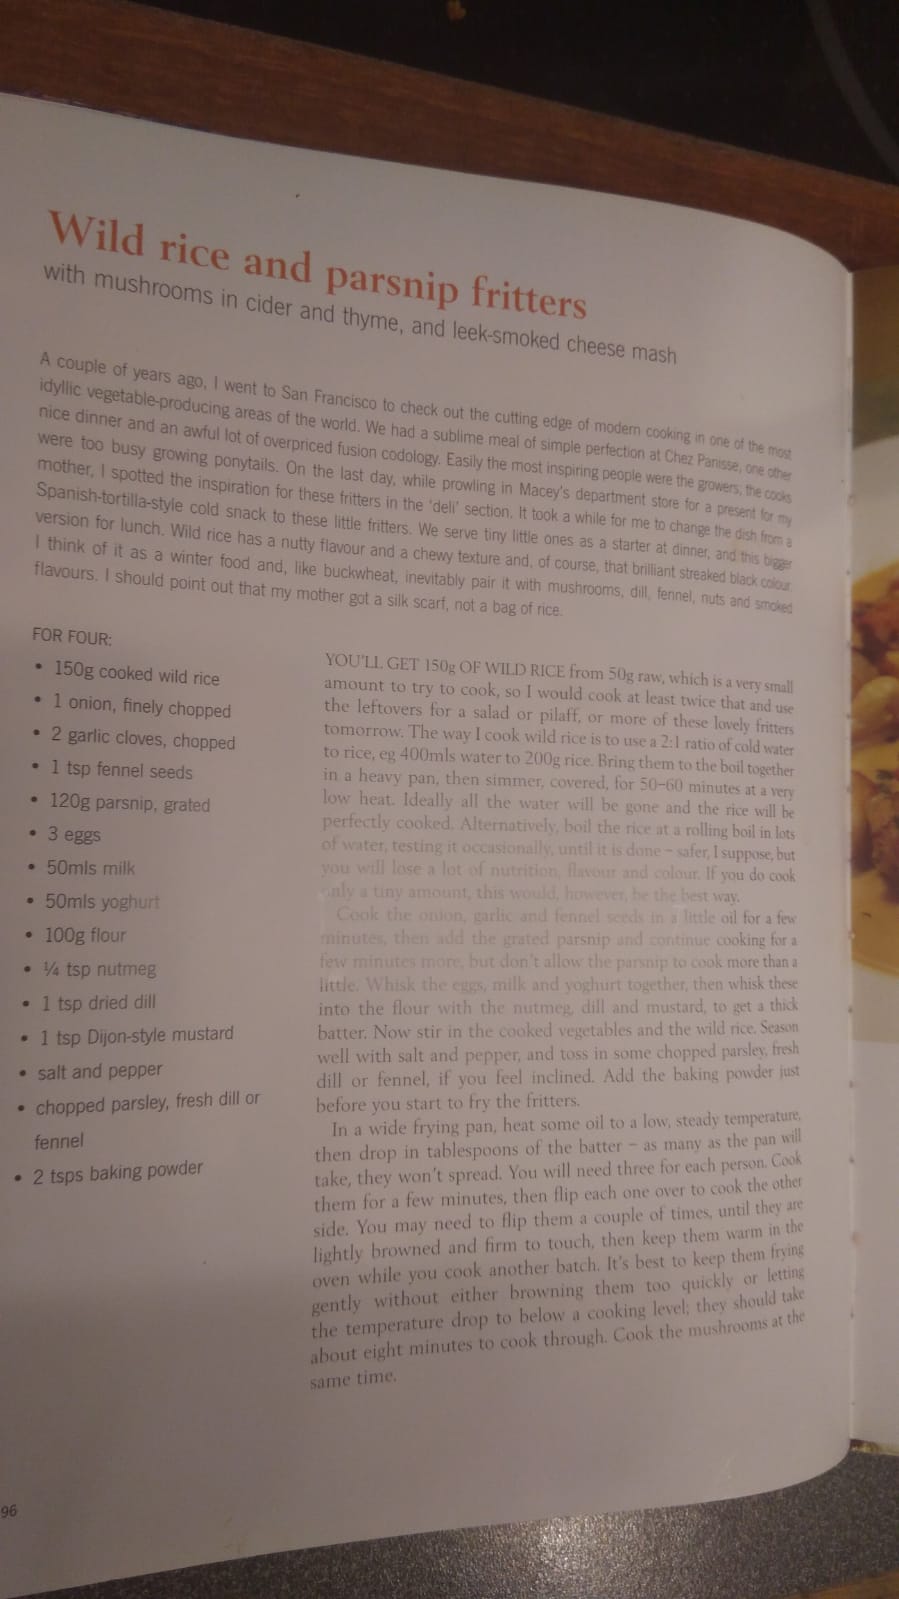 Wild rice and parsnip fritters
with mushrooms in cider and thyme, and leek-smoked cheese mash
A couple of years ago, I went to San Francisco to check out the cutting edge of modern cooking in one of the most
idyllic vegetable-producing areas of the world. We had a sublime meal of simple perfection at Chez Panisse, one other
nice dinner and an awful lot of overpriced fusion codology. Easily the most inspiring people were the growers; the cooks
were too busy growing ponytails. On the last day, while prowling in Macey's department store for a present for my
mother, I spotted the inspiration for these fritters in the 'deli' section. It took a while for me to change the dish from a
Spanish-tortilla-style cold snack to these little fritters. We serve tiny little ones as a starter at dinner, and this bigger
version for lunch. Wild rice has a nutty flavour and a chewy texture and, of course, that brilliant streaked black colour.
I think of it as a winter food and, like buckwheat, inevitably pair it with mushrooms, dill, fennel, nuts and smoked
flavours. I should point out that my mother got a silk scarf, not a bag of rice.
FOR FOUR:
• 150g cooked wild rice
• 1 onion, finely chopped
• 2 garlic cloves, chopped
• 1 tsp fennel seeds
• 120g parsnip, grated
• 3 eggs
• 50mls milk
• 50mls yoghurt
• 100g flour
• ¼ tsp nutmeg
• 1 tsp dried dill
• 1 tsp Dijon-style mustard
• salt and pepper
• chopped parsley, fresh dill or
fennel
• 2 tsps baking powder
YOU'LL GET 150g OF WILD RICE from 50g raw, which is a very small
amount to try to cook, so I would cook at least twice that and use
the leftovers for a salad or pilaff, or more of these lovely fritters
tomorrow. The way I cook wild rice is to use a 2:1 ratio of cold water
to rice, eg 400mls water to 200g rice. Bring them to the boil together
in a heavy pan, then simmer, covered, for 50–60 minutes at a very
low heat. Ideally all the water will be gone and the rice will be
perfectly cooked. Alternatively, boil the rice at a rolling boil in lots
of water, testing it occasionally, until it is done – safer, I suppose, but
you will lose a lot of nutrition, flavour and colour. If you do cook
only a tiny amount, this would, however, be the best way.
Cook the onion, garlic and fennel seeds in a little oil for a few
minutes, then add the grated parsnip and continue cooking for a
few minutes more, but don't allow the parsnip to cook more than a
little. Whisk the eggs, milk and yoghurt together, then whisk these
into the flour with the nutmeg, dill and mustard, to get a thick
batter. Now stir in the cooked vegetables and the wild rice. Season
well with salt and pepper, and toss in some chopped parsley, fresh
dill or fennel, if you feel inclined. Add the baking powder just
before you start to fry the fritters.
In a wide frying pan, heat some oil to a low, steady temperature,
then drop in tablespoons of the batter – as many as the pan will
take, they won't spread. You will need three for each person. Cook
them for a few minutes, then flip each one over to cook the other
side. You may need to flip them a couple of times, until they are
lightly browned and firm to touch, then keep them warm in the
oven while you cook another batch. It's best to keep them frying
gently without either browning them too quickly or letting
the temperature drop to below a cooking level; they should take
about eight minutes to cook through. Cook the mushrooms at the
same time.
96